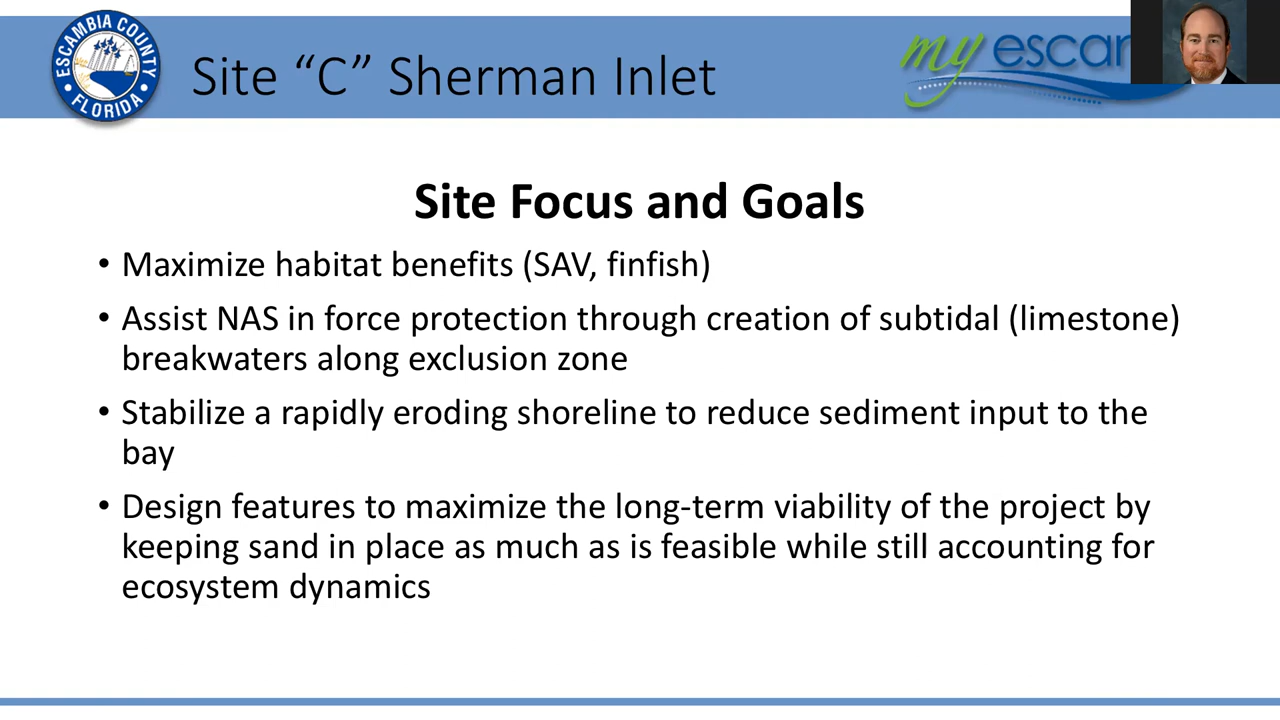 ESCAMBIA COUNTY
FLORIDA
Site “C” Sherman Inlet
my escar
Site Focus and Goals
• Maximize habitat benefits (SAV, finfish)
• Assist NAS in force protection through creation of subtidal (limestone)
breakwaters along exclusion zone
• Stabilize a rapidly eroding shoreline to reduce sediment input to the
bay
• Design features to maximize the long-term viability of the project by
keeping sand in place as much as is feasible while still accounting for
ecosystem dynamics